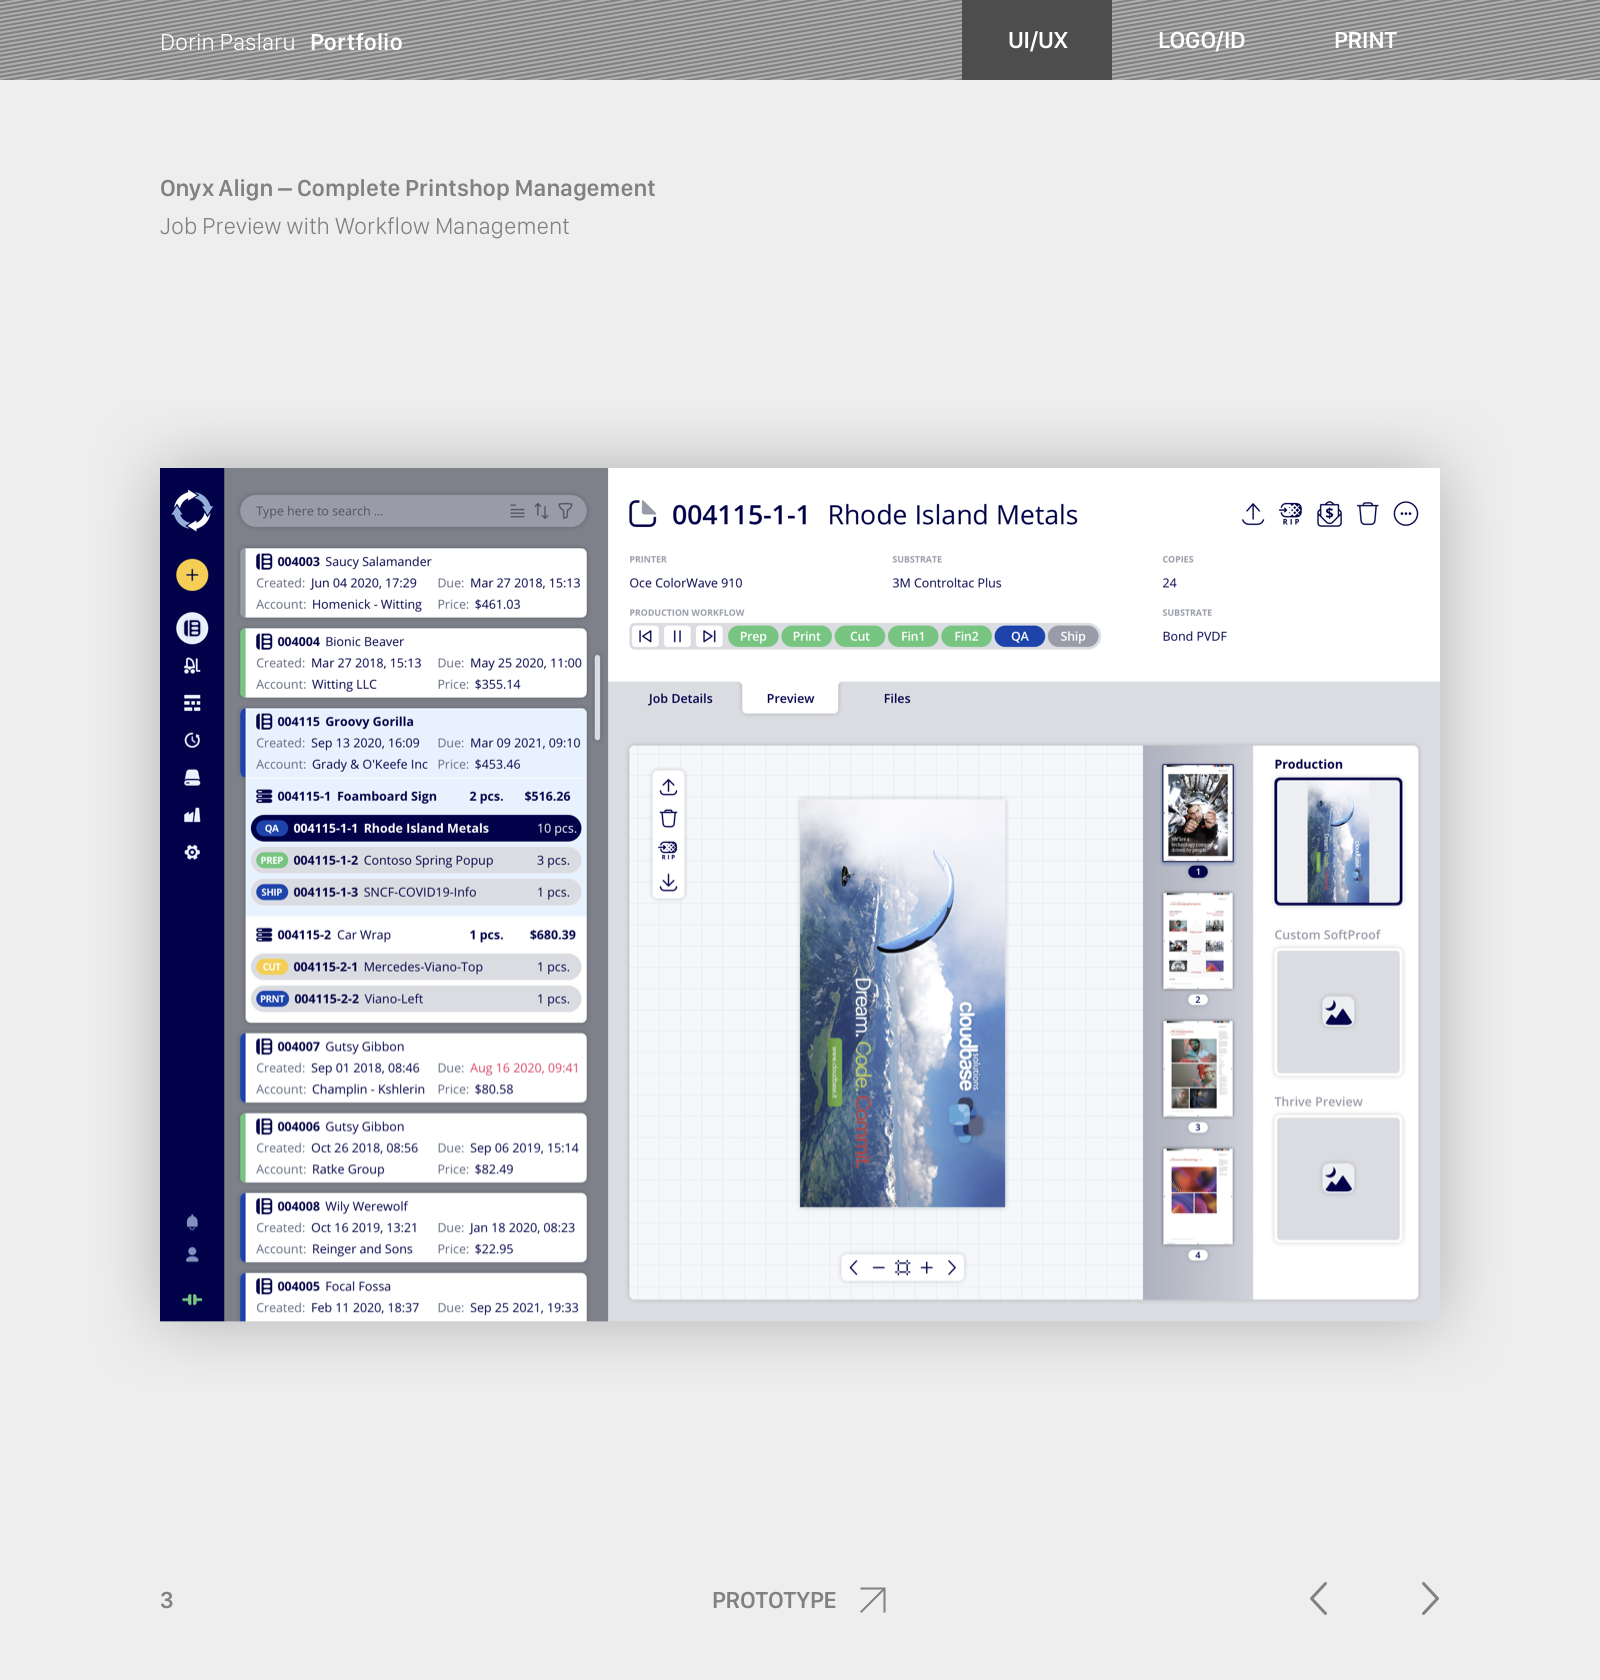 Dorin Paslaru Portfolio
UI/UX
LOGO/ID
PRINT
Onyx Align – Complete Printshop Management
Job Preview with Workflow Management
Type here to search ...
004003 Saucy Salamander
Created: Jun 04 2020, 17:29 Due: Mar 27 2018, 15:13
Account: Homenick - Witting Price: $461.03
004004 Bionic Beaver
Created: Mar 27 2018, 15:13 Due: May 25 2020, 11:00
Account: Witting LLC Price: $355.14
004115 Groovy Gorilla
Created: Sep 13 2020, 16:09 Due: Mar 09 2021, 09:10
Account: Grady & O'Keefe Inc Price: $453.46
004115-1 Foamboard Sign 2 pcs. $516.26
QA 004115-1-1 Rhode Island Metals 10 pcs.
PREP 004115-1-2 Contoso Spring Popup 3 pcs.
SHIP 004115-1-3 SNCF-COVID19-Info 1 pcs.
004115-2 Car Wrap 1 pcs. $680.39
CUT 004115-2-1 Mercedes-Viano-Top 1 pcs.
PRNT 004115-2-2 Viano-Left 1 pcs.
004007 Gutsy Gibbon
Created: Sep 01 2018, 08:46 Due: Aug 16 2020, 09:41
Account: Champlin - Kshlerin Price: $80.58
004006 Gutsy Gibbon
Created: Oct 26 2018, 08:56 Due: Sep 06 2019, 15:14
Account: Ratke Group Price: $82.49
004008 Wily Werewolf
Created: Oct 16 2019, 13:21 Due: Jan 18 2020, 08:23
Account: Reinger and Sons Price: $22.95
004005 Focal Fossa
Created: Feb 11 2020, 18:37 Due: Sep 25 2021, 19:33
004115-1-1 Rhode Island Metals
RIP
PRINTER
Oce ColorWave 910
SUBSTRATE
3M Controltac Plus
COPIES
24
PRODUCTION WORKFLOW
Prep Print Cut Fin1 Fin2 QA Ship
SUBSTRATE
Bond PVDF
Job Details
Preview
Files
RIP
cloudbase
solutions
Dream. Code. Commit.
www.cloudbase.it
We're a
technology company
driven by people
1
2
3
4
Production
cloudbase
Dream. Code. Commit.
Custom SoftProof
Thrive Preview
3
PROTOTYPE